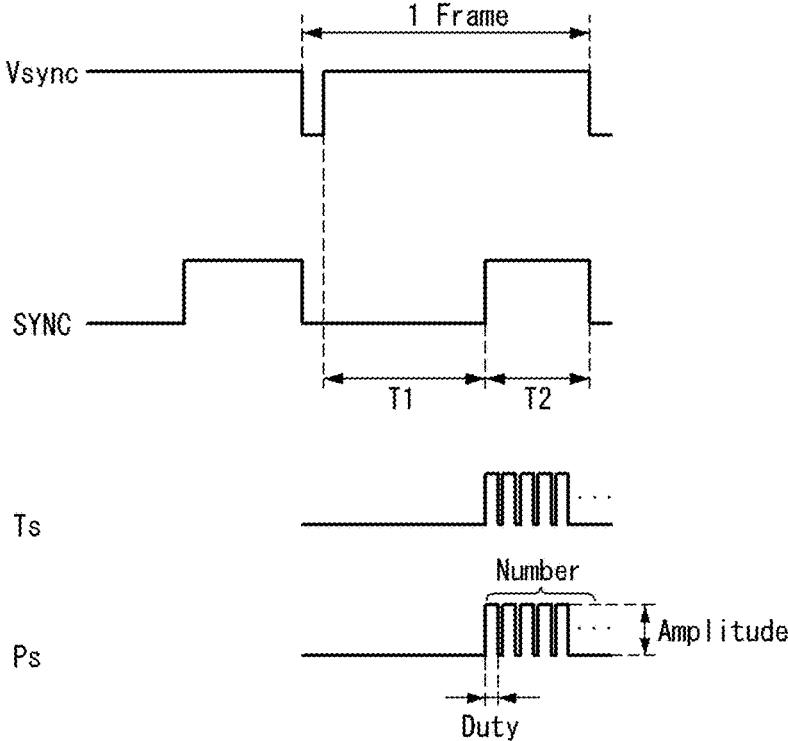 1 Frame
Vsync
SYNC
T1
T2
Ts
...
Number
Ps
...
Amplitude
Duty